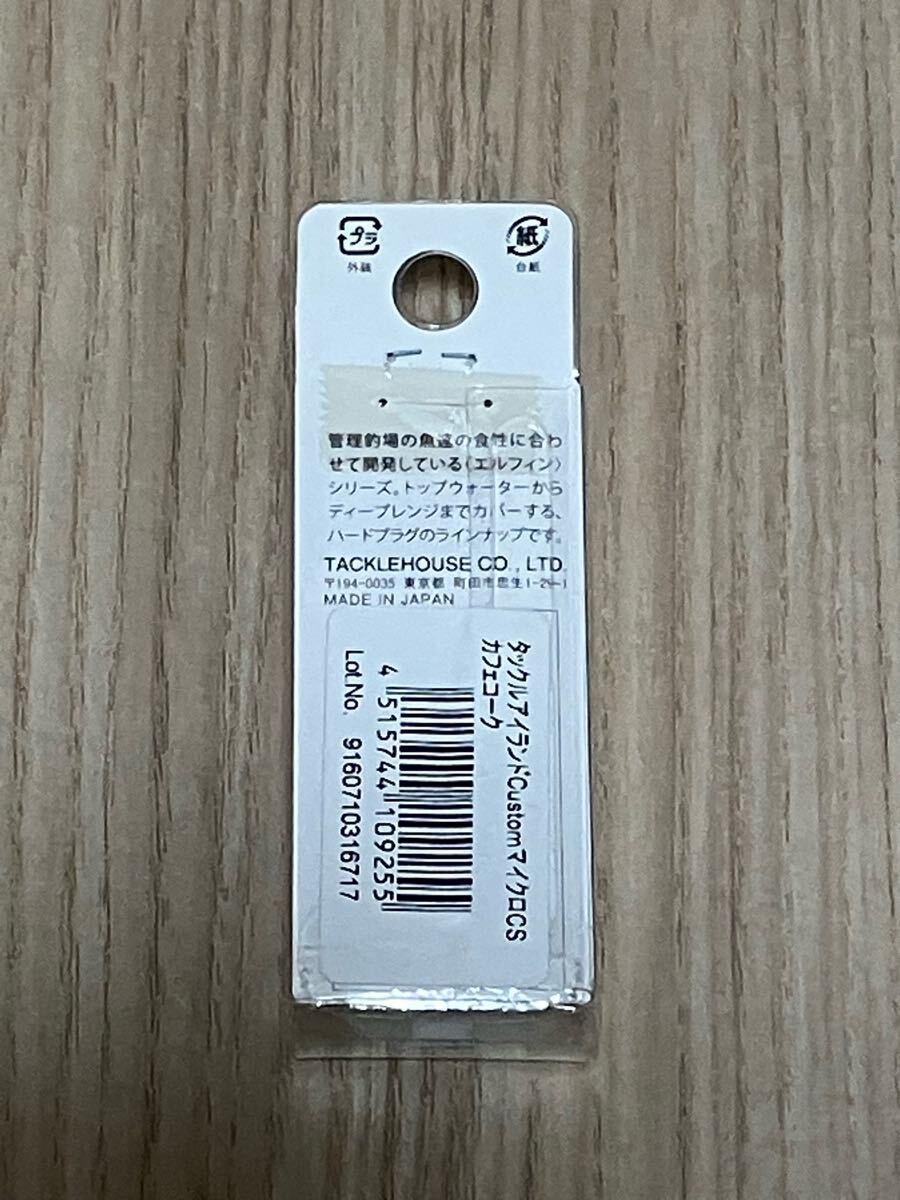 プラ
外装
紙
台紙
管理釣場の魚達の食性に合わ
せて開発している〈エルフィン〉
シリーズ。トップウォーターから
ディープレンジまでカバーする、
ハードプラグのラインナップです。
TACKLEHOUSE CO., LTD.
〒194-0035 東京都 町田市忠生1-29-1
MADE IN JAPAN
タックルアイランドCustomマイクロCS
カフェコーク
4 515744 109255
Lot.No. 9160710316717